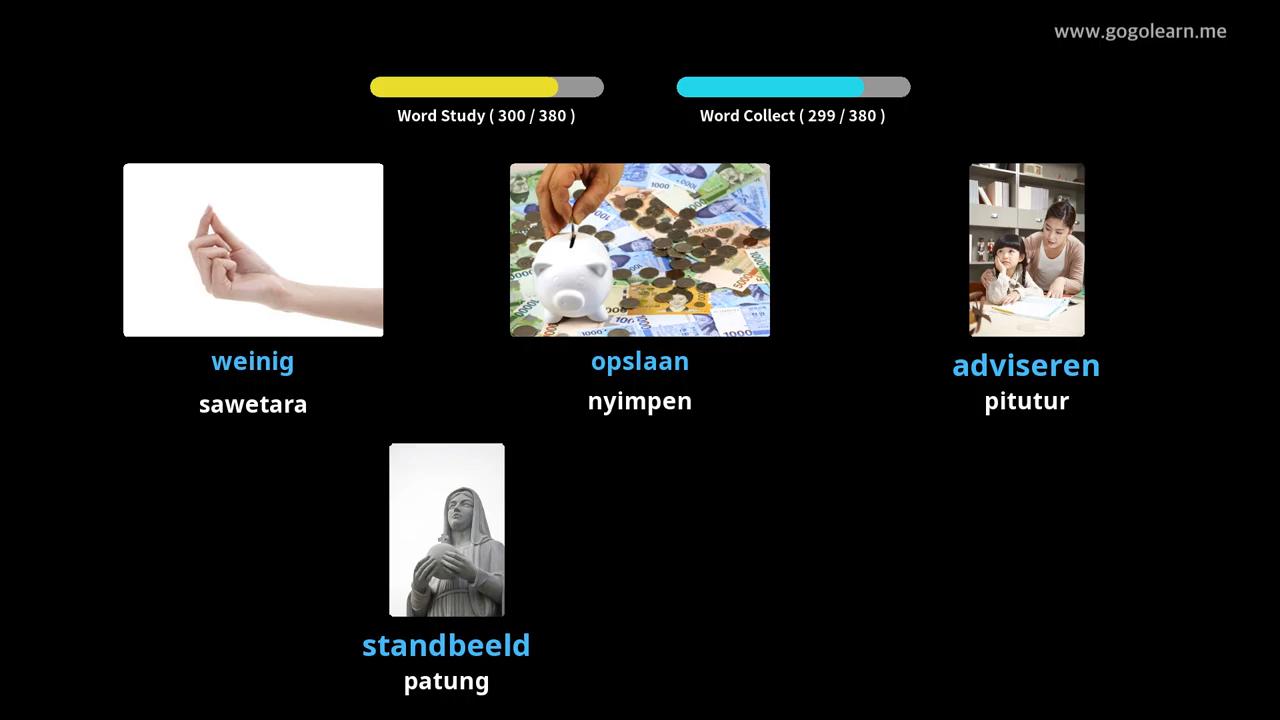 www.gogolearn.me
Word Study ( 300 / 380 )
Word Collect ( 299 / 380 )
weinig
sawetara
opslaan
nyimpen
adviseren
pitutur
standbeeld
patung